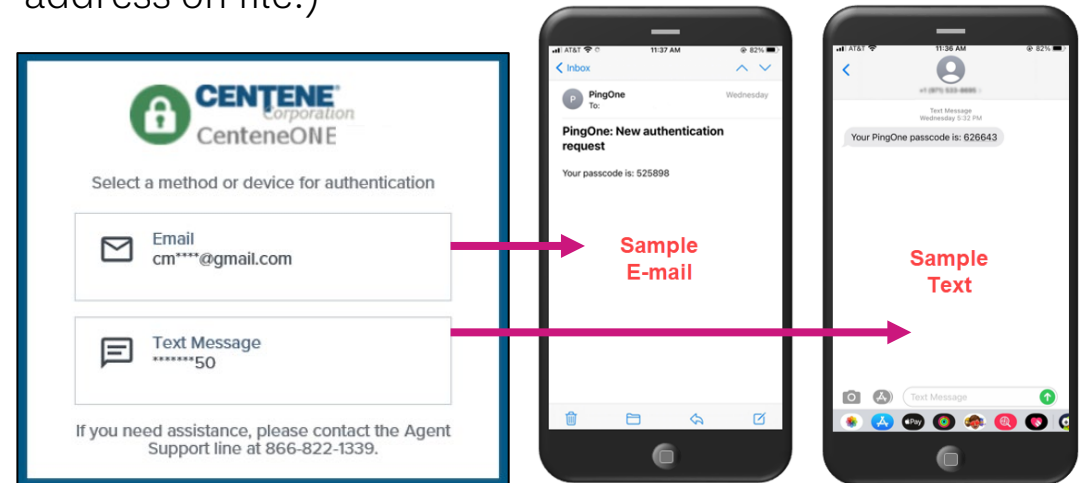 address on file.)
CENTENE®
Corporation
CenteneONE
Select a method or device for authentication
Email
cm****@gmail.com
Text Message
*******50
If you need assistance, please contact the Agent
Support line at 866-822-1339.
AT&T 11:37 AM 82%
Inbox
P PingOne Wednesday
To:
PingOne: New authentication
request
Your passcode is: 525898
Sample
E-mail
AT&T 11:36 AM 82%
Text Message
Wednesday 5:32 PM
Your PingOne passcode is: 626643
Sample
Text
Text Message
Pay